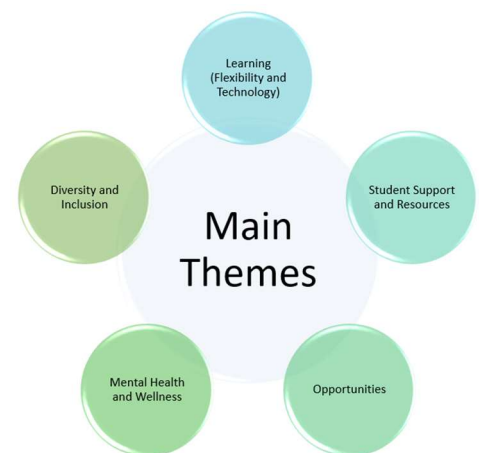 Learning
(Flexibility and
Technology)
Diversity and
Inclusion
Student Support
and Resources
Main
Themes
Mental Health
and Wellness
Opportunities